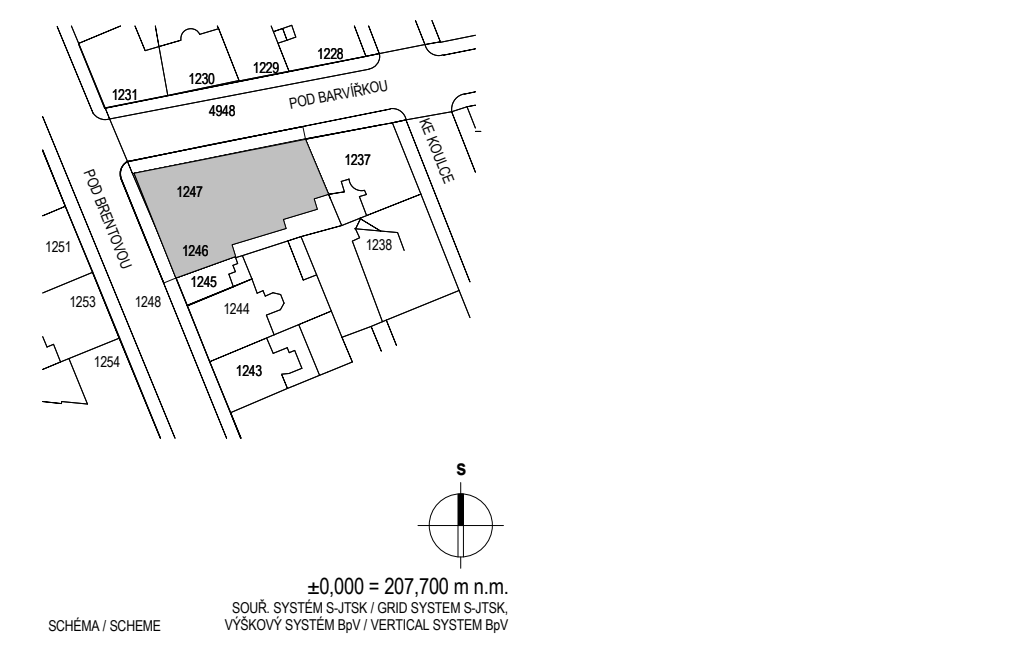 1228
1229
1230
1231
POD BARVÍŘKOU
4948
KE KOULCE
1237
POD BRENTOVOU
1247
1251
1246
1238
1245
1253
1248
1244
1254
1243
S
±0,000 = 207,700 m n.m.
SOUŘ. SYSTÉM S-JTSK / GRID SYSTEM S-JTSK,
SCHÉMA / SCHEME
VÝŠKOVÝ SYSTÉM BpV / VERTICAL SYSTEM BpV